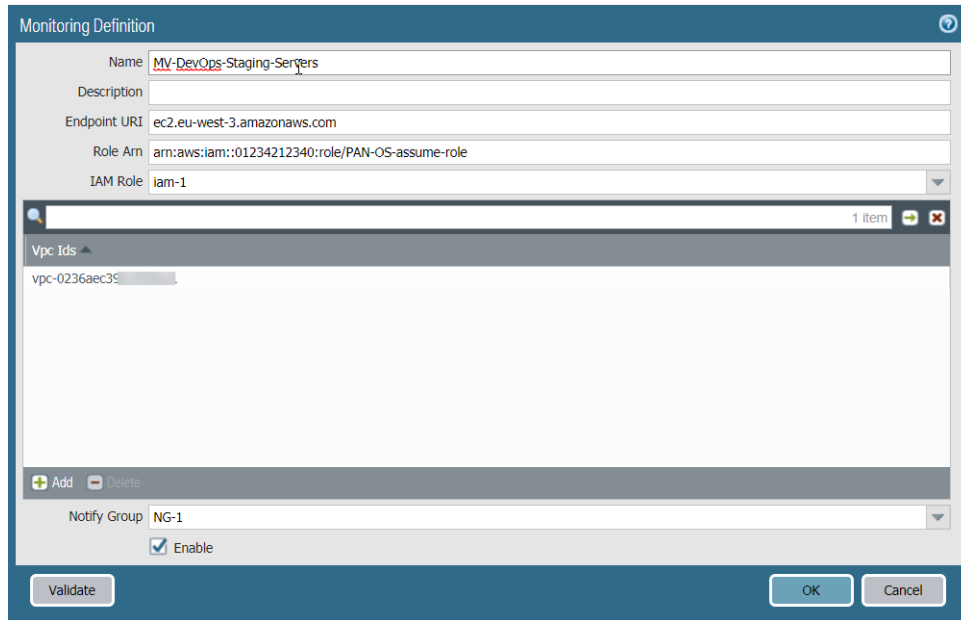 Monitoring Definition
Name MV-DevOps-Staging-Servers
Description
Endpoint URI ec2.eu-west-3.amazonaws.com
Role Arn arn:aws:iam::01234212340:role/PAN-OS-assume-role
IAM Role iam-1
1 item
Vpc Ids
vpc-0236aec39
Add Delete
Notify Group NG-1
Enable
Validate OK Cancel